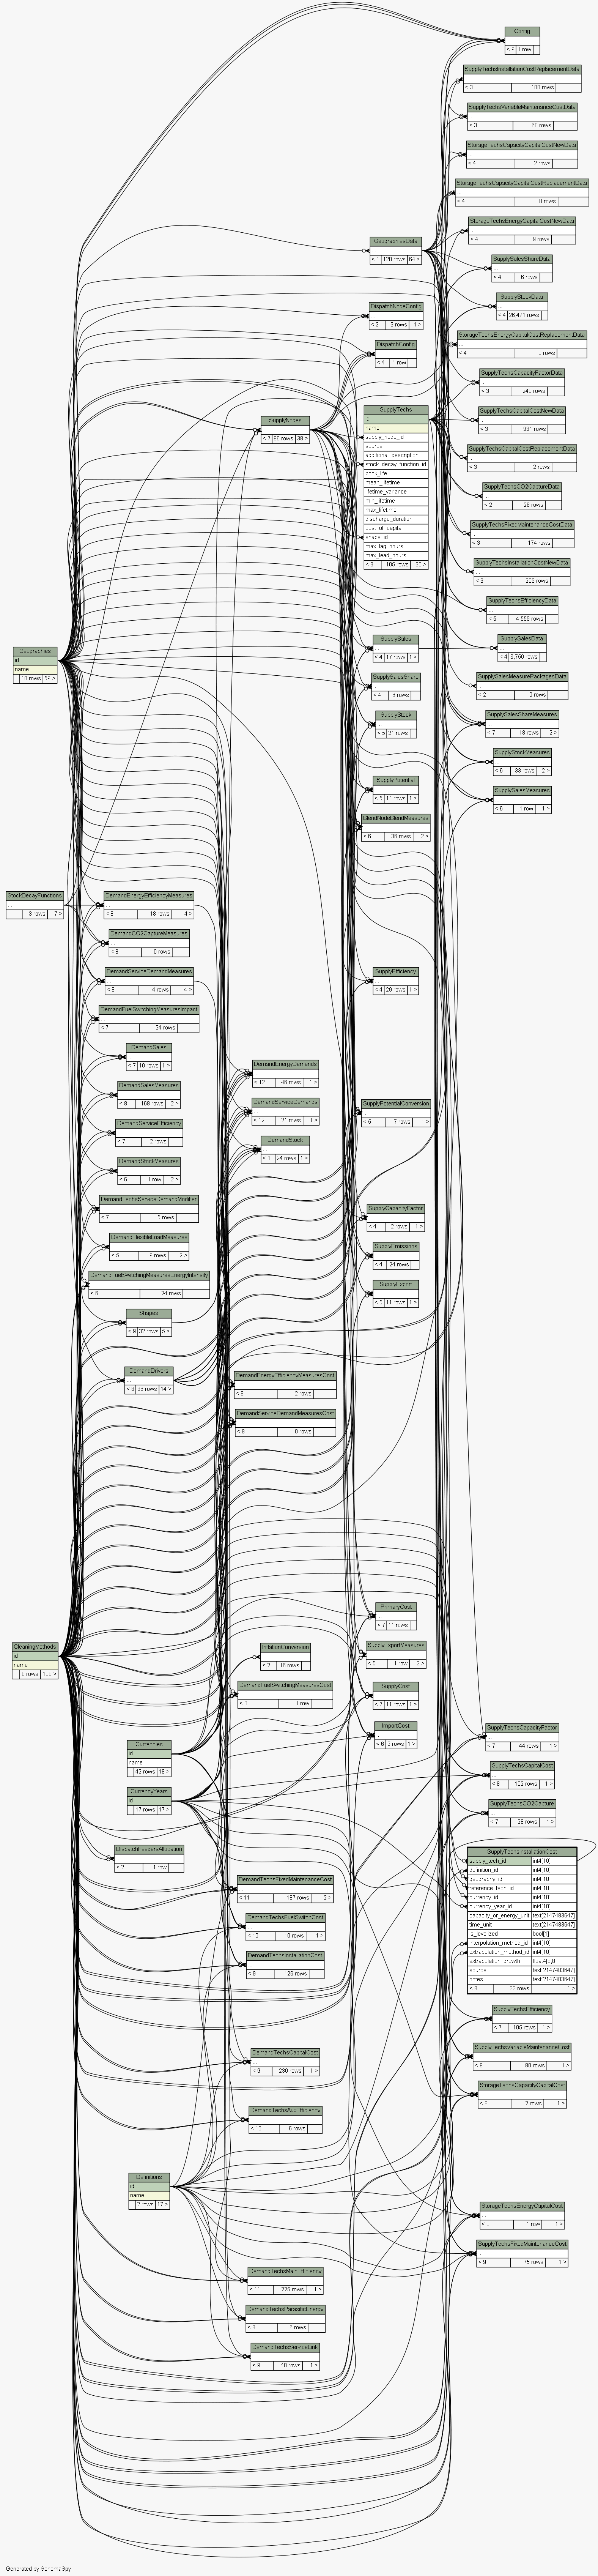 Config
...
< 9 1 row
SupplyTechsInstallationCostReplacementData
...
< 3 180 rows
SupplyTechsVariableMaintenanceCostData
...
< 3 88 rows
StorageTechsCapacityCapitalCostNewData
...
< 4 2 rows
StorageTechsCapacityCapitalCostReplacementData
...
< 4 0 rows
StorageTechsEnergyCapitalCostNewData
...
< 4 9 rows
GeographiesData
...
< 1 128 rows 64 >
SupplySalesShareData
...
< 4 6 rows
SupplyStockData
...
< 4 26,471 rows
DispatchNodeConfig
...
< 3 3 rows 1 >
StorageTechsEnergyCapitalCostReplacementData
...
< 4 0 rows
DispatchConfig
...
< 4 1 row
SupplyTechsCapacityFactorData
...
< 3 240 rows
SupplyTechsCapitalCostNewData
...
< 3 931 rows
SupplyNodes
...
< 7 86 rows 38 >
SupplyTechs
id
name
supply_node_id
source
additional_description
stock_decay_function_id
book_life
mean_lifetime
lifetime_variance
min_lifetime
max_lifetime
discharge_duration
cost_of_capital
shape_id
max_lag_hours
max_lead_hours
< 3 105 rows 30 >
SupplyTechsCapitalCostReplacementData
...
< 3 2 rows
SupplyTechsCO2CaptureData
...
< 2 28 rows
SupplyTechsFixedMaintenanceCostData
...
< 3 174 rows
SupplyTechsInstallationCostNewData
...
< 3 208 rows
SupplyTechsEfficiencyData
...
< 5 4,559 rows
Geographies
id
name
10 rows 59 >
SupplySales
...
< 4 17 rows 1 >
SupplySalesData
...
< 4 6,750 rows
SupplySalesShare
...
< 4 6 rows
SupplySalesMeasurePackagesData
...
< 2 0 rows
SupplyStock
...
< 5 21 rows
SupplySalesShareMeasures
...
< 7 18 rows 2 >
SupplyStockMeasures
...
< 6 33 rows 2 >
SupplyPotential
...
< 5 14 rows 1 >
SupplySalesMeasures
...
< 6 1 row 1 >
BlendNodeBlendMeasures
...
< 6 36 rows 2 >
StockDecayFunctions
...
3 rows 7 >
DemandEnergyEfficiencyMeasures
...
< 8 18 rows 4 >
DemandCO2CaptureMeasures
...
< 8 0 rows
DemandServiceDemandMeasures
...
< 8 4 rows 4 >
SupplyEfficiency
...
< 4 28 rows 1 >
DemandFuelSwitchingMeasuresImpact
...
< 7 24 rows
DemandSales
...
< 7 10 rows 1 >
DemandEnergyDemands
...
< 12 46 rows 1 >
DemandSalesMeasures
...
< 8 168 rows 2 >
DemandServiceDemands
...
< 12 21 rows 1 >
SupplyPotentialConversion
...
< 5 7 rows 1 >
DemandServiceEfficiency
...
< 7 2 rows
DemandStock
...
< 13 24 rows 1 >
DemandStockMeasures
...
< 6 1 row 2 >
DemandTechsServiceDemandModifier
...
< 7 5 rows
SupplyCapacityFactor
...
< 4 2 rows 1 >
DemandFlexibleLoadMeasures
...
< 5 9 rows 2 >
SupplyEmissions
...
< 4 24 rows
DemandFuelSwitchingMeasuresEnergyIntensity
...
< 6 24 rows
SupplyExport
...
< 5 11 rows 1 >
Shapes
...
< 9 32 rows 5 >
DemandDrivers
...
< 8 36 rows 14 >
DemandEnergyEfficiencyMeasuresCost
...
< 8 2 rows
DemandServiceDemandMeasuresCost
...
< 8 0 rows
PrimaryCost
...
< 7 11 rows
CleaningMethods
id
name
8 rows 108 >
InflationConversion
...
< 2 16 rows
SupplyExportMeasures
...
< 5 1 row 2 >
DemandFuelSwitchingMeasuresCost
...
< 8 1 row
SupplyCost
...
< 7 11 rows 1 >
ImportCost
...
< 6 9 rows 1 >
SupplyTechsCapacityFactor
...
< 7 44 rows 1 >
Currencies
id
name
42 rows 18 >
SupplyTechsCapitalCost
...
< 8 102 rows 1 >
CurrencyYears
id
17 rows 17 >
SupplyTechsCO2Capture
...
< 7 28 rows 1 >
DispatchFeedersAllocation
...
< 2 1 row
SupplyTechsInstallationCost
supply_tech_id int4[10]
definition_id int4[10]
geography_id int4[10]
reference_tech_id int4[10]
currency_id int4[10]
currency_year_id int4[10]
capacity_or_energy_unit text[2147483647]
time_unit text[2147483647]
is_levelized bool[1]
interpolation_method_id int4[10]
extrapolation_method_id int4[10]
extrapolation_growth float4[8,8]
source text[2147483647]
notes text[2147483647]
< 8 33 rows 1 >
DemandTechsFixedMaintenanceCost
...
< 11 187 rows 2 >
DemandTechsFuelSwitchCost
...
< 10 10 rows 1 >
DemandTechsInstallationCost
...
< 9 128 rows
SupplyTechsEfficiency
...
< 7 105 rows 1 >
DemandTechsCapitalCost
...
< 9 230 rows 1 >
SupplyTechsVariableMaintenanceCost
...
< 9 80 rows 1 >
StorageTechsCapacityCapitalCost
...
< 8 2 rows 1 >
DemandTechsAuxEfficiency
...
< 10 6 rows
Definitions
id
name
2 rows 17 >
StorageTechsEnergyCapitalCost
...
< 8 1 row 1 >
SupplyTechsFixedMaintenanceCost
...
< 8 75 rows 1 >
DemandTechsMainEfficiency
...
< 11 225 rows 1 >
DemandTechsParasiticEnergy
...
< 8 6 rows
DemandTechsServiceLink
...
< 9 40 rows 1 >
Generated by SchemaSpy